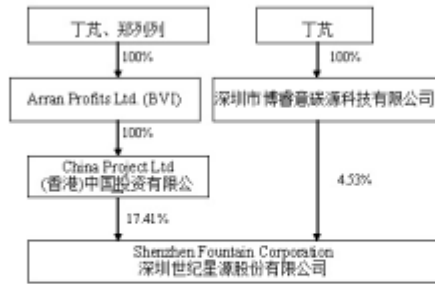 丁芃、郑列列
丁芃
100%
100%
Arran Profits Ltd. (BVI)
深圳市博睿意碳源科技有限公司
100%
China Project Ltd
(香港)中国投资有限公
4.53%
17.41%
Shenzhen Fountain Corporation
深圳世纪星源股份有限公司